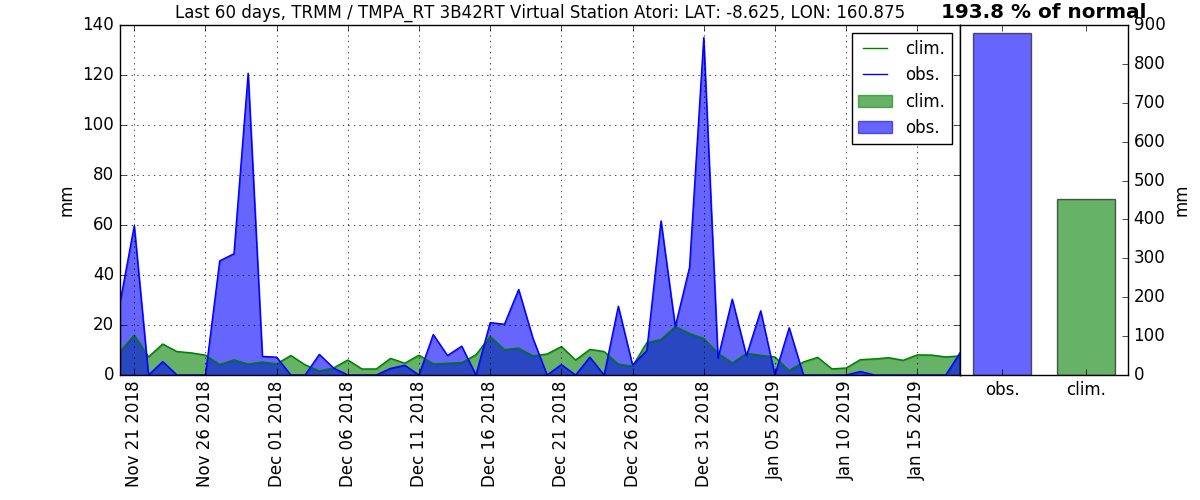 Last 60 days, TRMM / TMPA_RT 3B42RT Virtual Station Atori: LAT: -8.625, LON: 160.875
193.8 % of normal
140
120
100
80
60
40
20
0
mm
clim.
obs.
clim.
obs.
900
800
700
600
500
400
300
200
100
0
mm
Nov 21 2018
Nov 26 2018
Dec 01 2018
Dec 06 2018
Dec 11 2018
Dec 16 2018
Dec 21 2018
Dec 26 2018
Dec 31 2018
Jan 05 2019
Jan 10 2019
Jan 15 2019
obs.
clim.